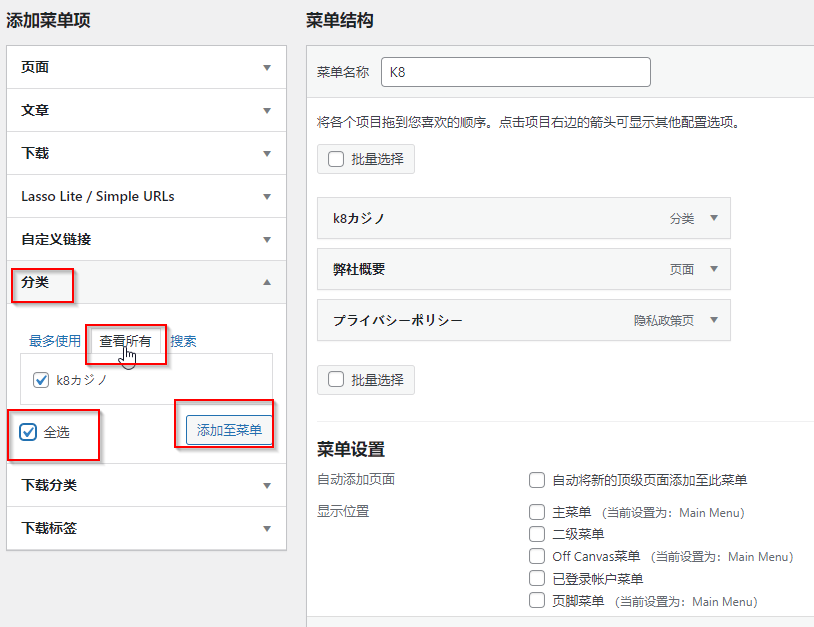 添加菜单项
页面
文章
下载
Lasso Lite / Simple URLs
自定义链接
分类
最多使用 查看所有 搜索
k8カジノ
全选 添加至菜单
下载分类
下载标签
菜单结构
菜单名称 K8
将各个项目拖到您喜欢的顺序。点击项目右边的箭头可显示其他配置选项。
批量选择
k8カジノ 分类
弊社概要 页面
プライバシーポリシー 隐私政策页
批量选择
菜单设置
自动添加页面 自动将新的顶级页面添加至此菜单
显示位置 主菜单 (当前设置为：Main Menu)
二级菜单
Off Canvas菜单 (当前设置为：Main Menu)
已登录帐户菜单
页脚菜单 (当前设置为：Main Menu)